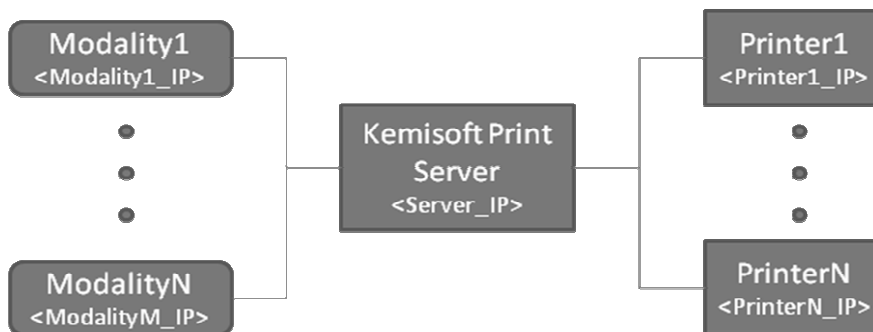 Modality1
<Modality1_IP>
Kemisoft Print
Server
<Server_IP>
Printer1
<Printer1_IP>
ModalityN
<ModalityM_IP>
PrinterN
<PrinterN_IP>